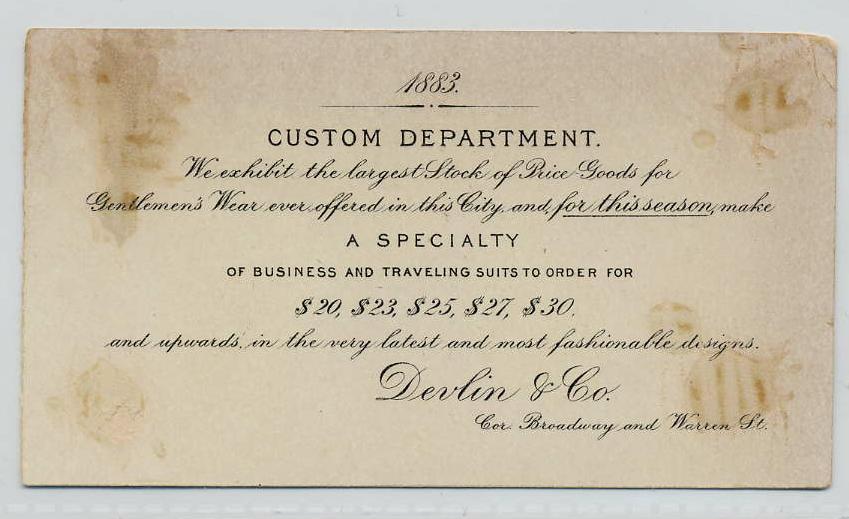 1883.
CUSTOM DEPARTMENT.
We exhibit the largest Stock of Price Goods for
Gentlemen's Wear ever offered in this City, and, for this season, make
A SPECIALTY
OF BUSINESS AND TRAVELING SUITS TO ORDER FOR
$20, $23, $25, $27, $30.
and upwards, in the very latest and most fashionable designs.
Devlin & Co.
Cor. Broadway and Warren St.